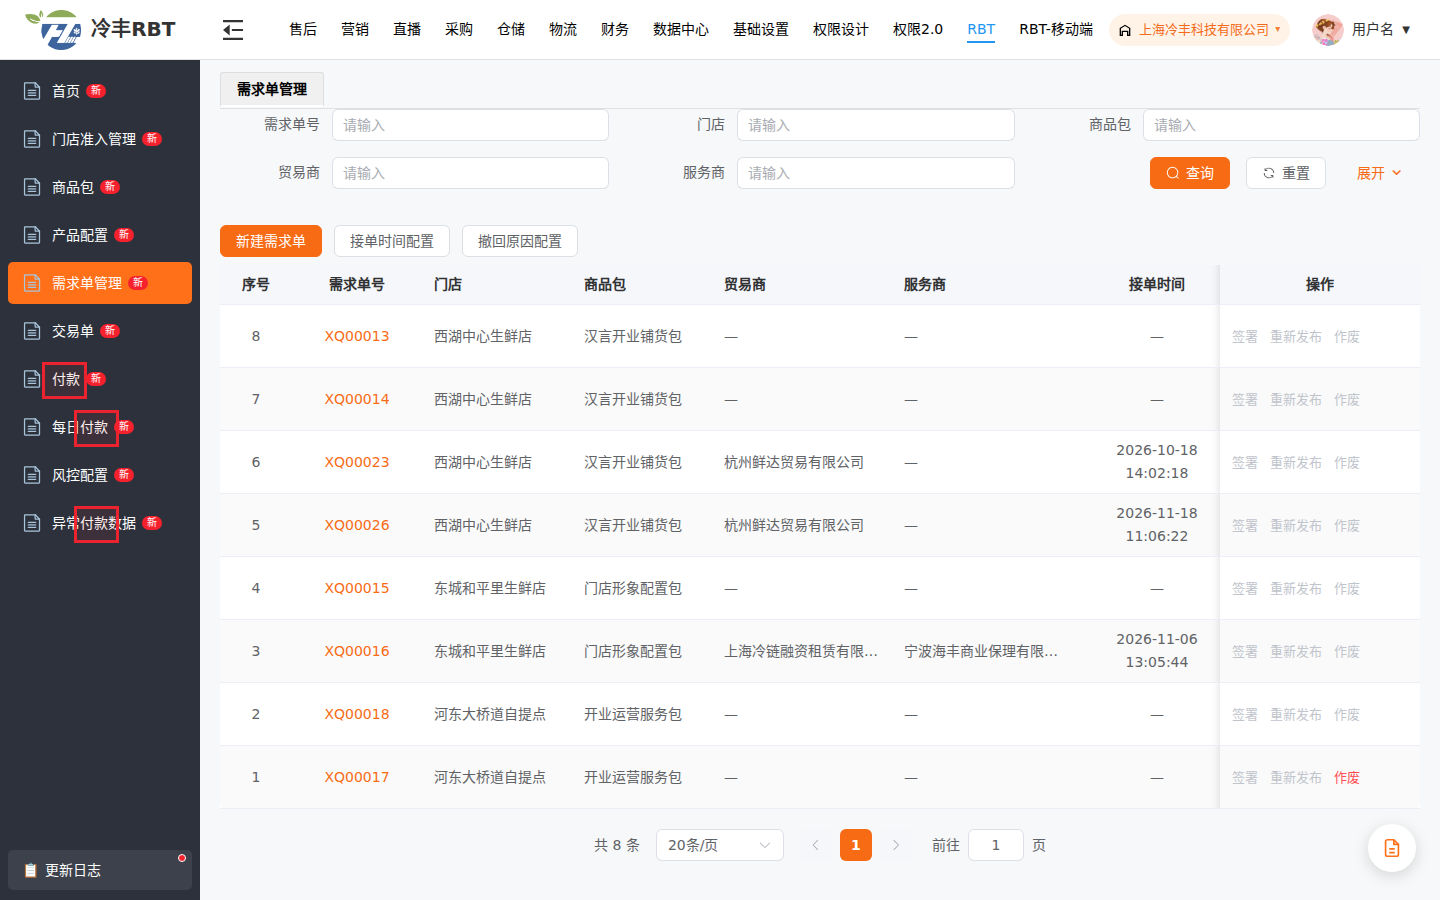 冷丰RBT
售后 营销 直播 采购 仓储 物流 财务 数据中心 基础设置 权限设计 权限2.0 RBT RBT-移动端 上海冷丰科技有限公司 ▾ 用户名 ▼
首页 新
门店准入管理 新
商品包 新
产品配置 新
需求单管理 新
交易单 新
付款 新
每日付款 新
风控配置 新
异常付款数据 新
更新日志
需求单管理
需求单号 请输入 门店 请输入 商品包 请输入
贸易商 请输入 服务商 请输入 查询 重置 展开
新建需求单 接单时间配置 撤回原因配置
序号 需求单号 门店 商品包 贸易商 服务商 接单时间 操作
8 XQ00013 西湖中心生鲜店 汉言开业铺货包 — — — 签署 重新发布 作废
7 XQ00014 西湖中心生鲜店 汉言开业铺货包 — — — 签署 重新发布 作废
6 XQ00023 西湖中心生鲜店 汉言开业铺货包 杭州鲜达贸易有限公司 — 2026-10-18 14:02:18 签署 重新发布 作废
5 XQ00026 西湖中心生鲜店 汉言开业铺货包 杭州鲜达贸易有限公司 — 2026-11-18 11:06:22 签署 重新发布 作废
4 XQ00015 东城和平里生鲜店 门店形象配置包 — — — 签署 重新发布 作废
3 XQ00016 东城和平里生鲜店 门店形象配置包 上海冷链融资租赁有限... 宁波海丰商业保理有限... 2026-11-06 13:05:44 签署 重新发布 作废
2 XQ00018 河东大桥道自提点 开业运营服务包 — — — 签署 重新发布 作废
1 XQ00017 河东大桥道自提点 开业运营服务包 — — — 签署 重新发布 作废
共 8 条 20条/页 1 前往 1 页